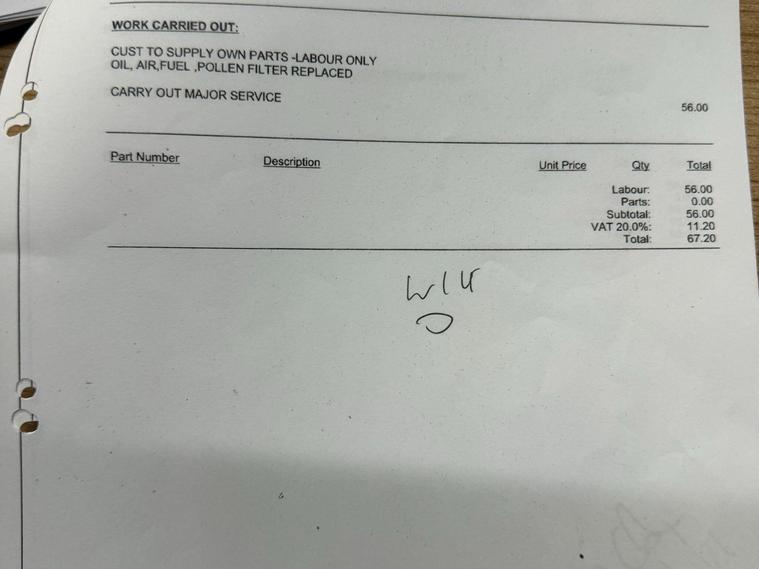 WORK CARRIED OUT:
CUST TO SUPPLY OWN PARTS -LABOUR ONLY
OIL, AIR,FUEL ,POLLEN FILTER REPLACED
CARRY OUT MAJOR SERVICE
56.00
Part Number Description Unit Price Qty Total
Labour: 56.00
Parts: 0.00
Subtotal: 56.00
VAT 20.0%: 11.20
Total: 67.20